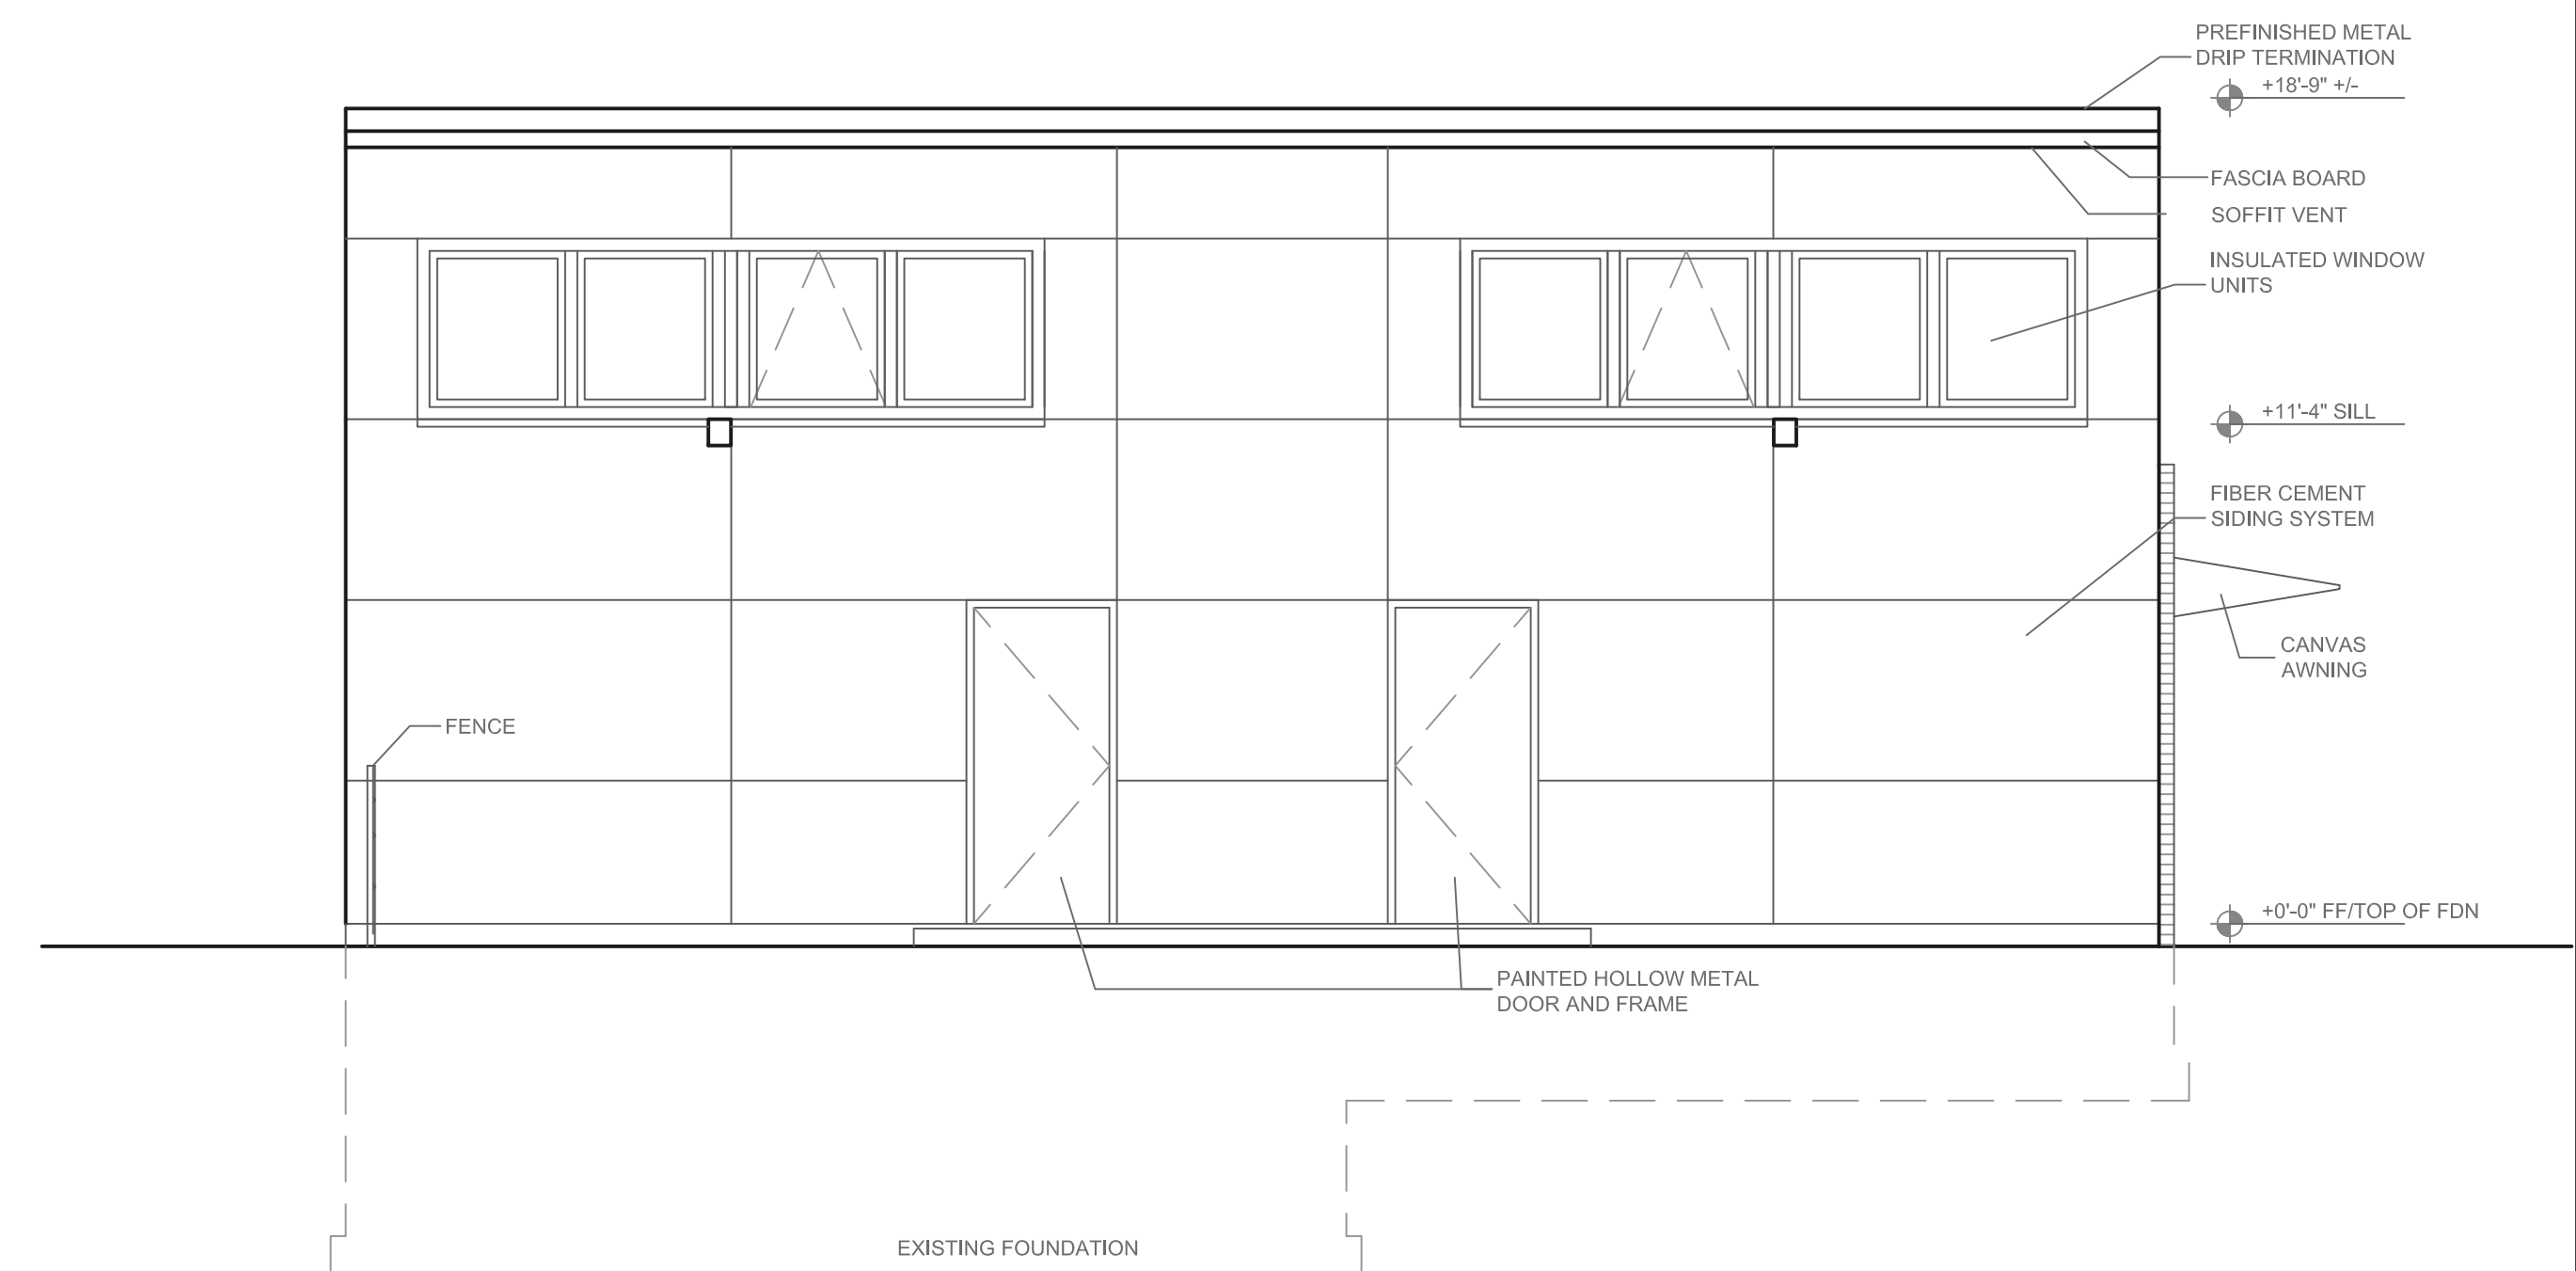 PREFINISHED METAL
DRIP TERMINATION
+18'-9" +/-
FASCIA BOARD
SOFFIT VENT
INSULATED WINDOW
UNITS
+11'-4" SILL
FIBER CEMENT
SIDING SYSTEM
CANVAS
AWNING
FENCE
+0'-0" FF/TOP OF FDN
PAINTED HOLLOW METAL
DOOR AND FRAME
EXISTING FOUNDATION